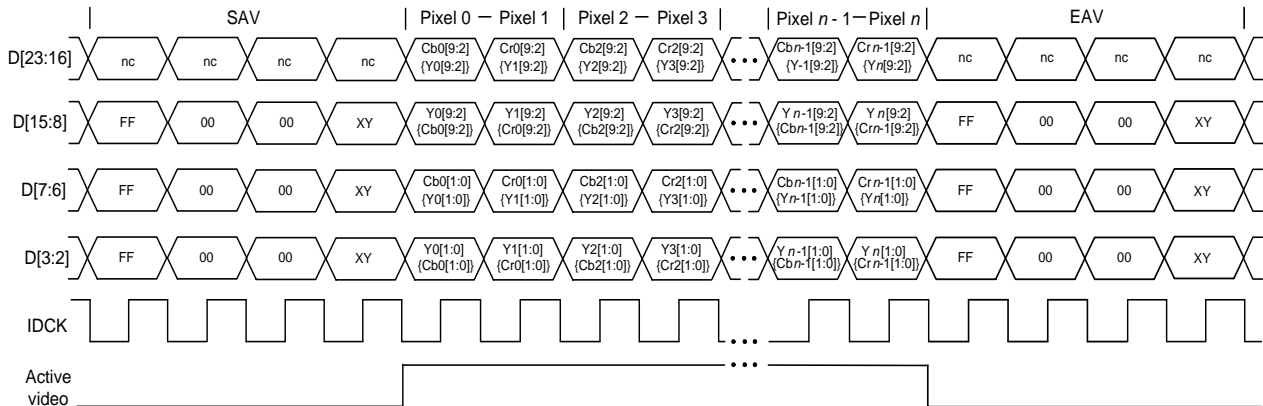 SAV Pixel 0 — Pixel 1 Pixel 2 — Pixel 3 Pixel n - 1—Pixel n EAV
D[23:16] nc nc nc nc Cb0[9:2] Cr0[9:2] Cb2[9:2] Cr2[9:2] ••• Cbn-1[9:2] Crn-1[9:2] nc nc nc nc
{Y0[9:2]} {Y1[9:2]} {Y2[9:2]} {Y3[9:2]} {Y-1[9:2]} {Yn[9:2]}
D[15:8] FF 00 00 XY Y0[9:2] Y1[9:2] Y2[9:2] Y3[9:2] ••• Yn-1[9:2] Yn[9:2] FF 00 00 XY
{Cb0[9:2]} {Cr0[9:2]} {Cb2[9:2]} {Cr2[9:2]} {Cbn-1[9:2]} {Crn-1[9:2]}
D[7:6] FF 00 00 XY Cb0[1:0] Cr0[1:0] Cb2[1:0] Cr2[1:0] ••• Cbn-1[1:0] Crn-1[1:0] FF 00 00 XY
{Y0[1:0]} {Y1[1:0]} {Y2[1:0]} {Y3[1:0]} {Yn-1[1:0]} {Yn[1:0]}
D[3:2] FF 00 00 XY Y0[1:0] Y1[1:0] Y2[1:0] Y3[1:0] ••• Yn-1[1:0] Yn[1:0] FF 00 00 XY
{Cb0[1:0]} {Cr0[1:0]} {Cb2[1:0]} {Cr2[1:0]} {Cbn-1[1:0]} {Crn-1[1:0]}
IDCK •••
Active •••
video